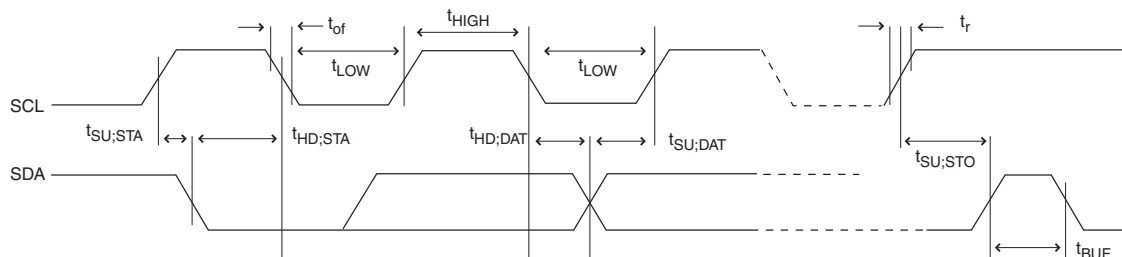 t_of
t_HIGH
t_r
t_LOW
t_LOW
SCL
t_SU;STA
t_HD;STA
t_HD;DAT
t_SU;DAT
t_SU;STO
SDA
t_BUF